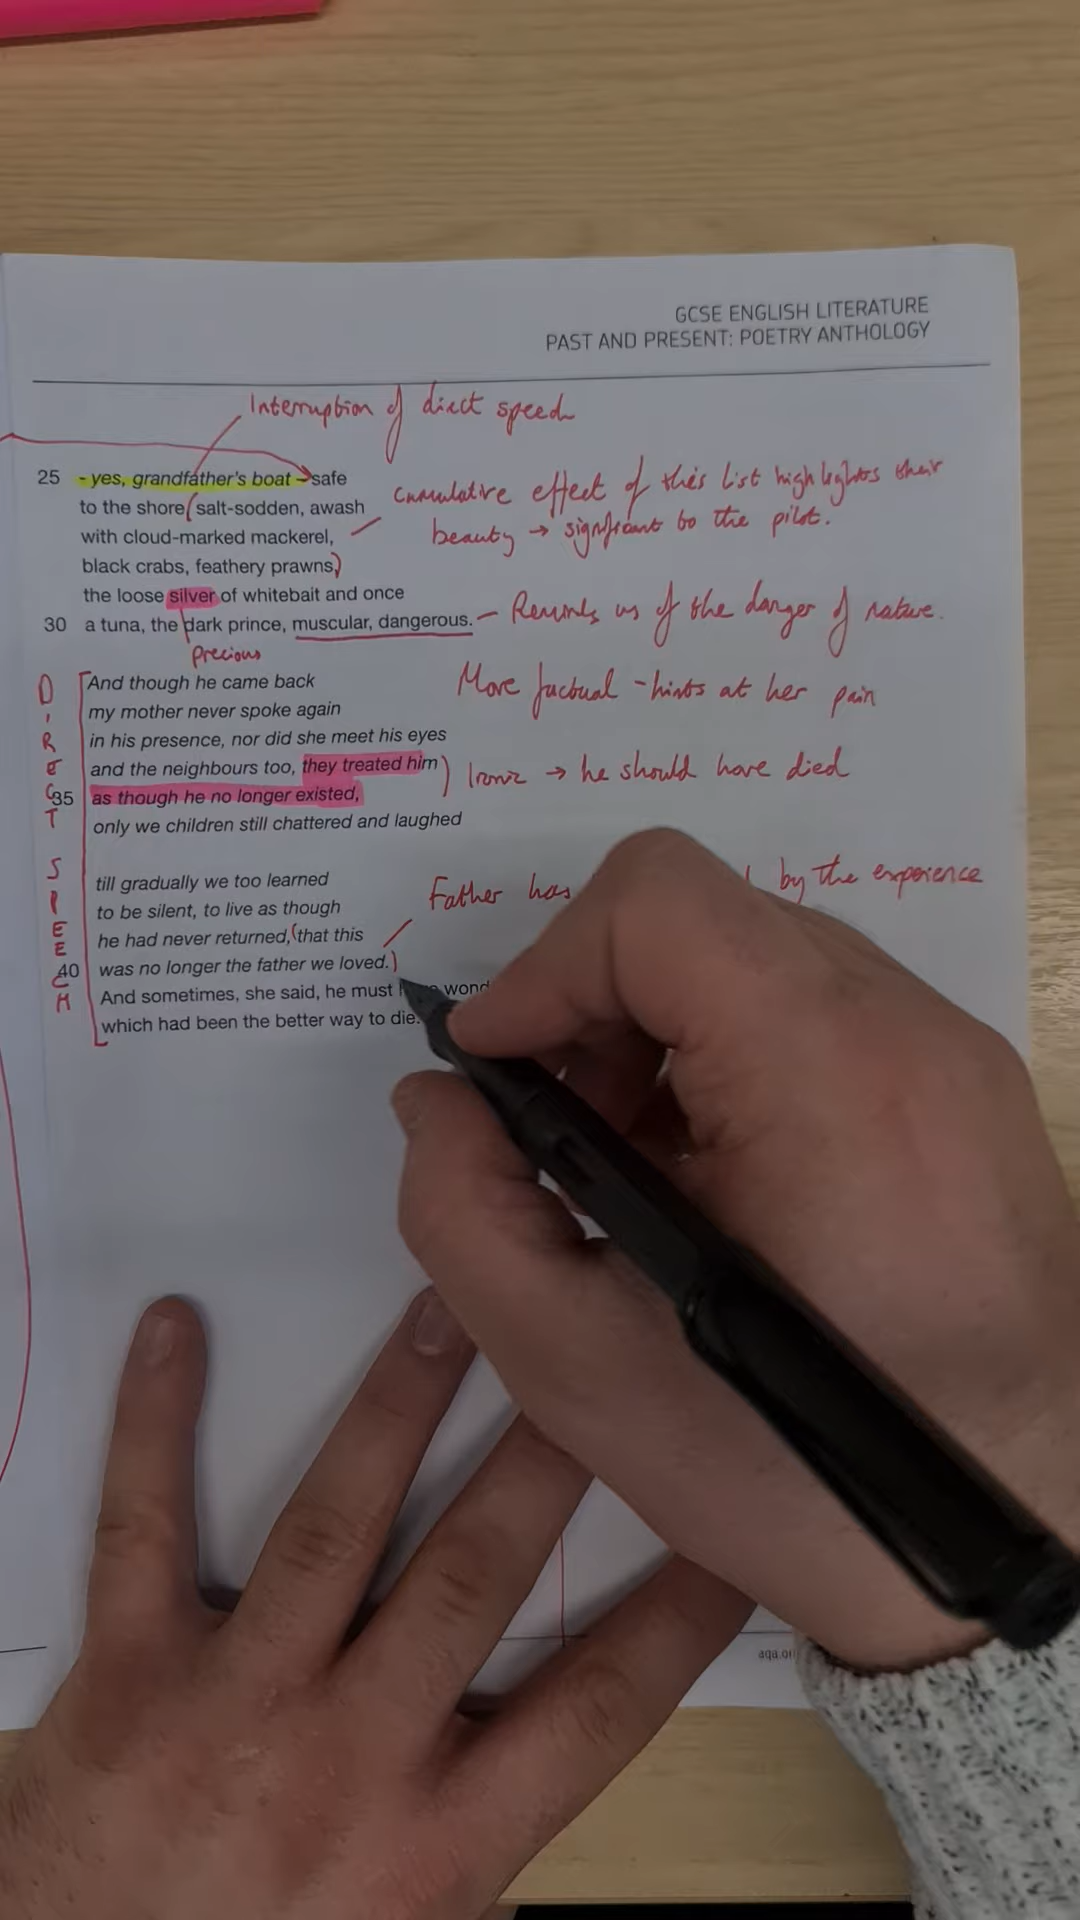 GCSE ENGLISH LITERATURE
PAST AND PRESENT: POETRY ANTHOLOGY
Interruption of direct speech
25 - yes, grandfather's boat - safe
to the shore, salt-sodden, awash
with cloud-marked mackerel,
black crabs, feathery prawns,
the loose silver of whitebait and once
30 a tuna, the dark prince, muscular, dangerous.
Cumulative effect of this list highlights their
beauty → significant to the pilot.
Reminds us of the danger of nature.
precious
And though he came back
my mother never spoke again
in his presence, nor did she meet his eyes
and the neighbours too, they treated him
35 as though he no longer existed,
only we children still chattered and laughed
More factual - hints at her pain
Ironic → he should have died
till gradually we too learned
to be silent, to live as though
he had never returned, that this
40 was no longer the father we loved.
And sometimes, she said, he must wond
which had been the better way to die.
Father has by the experience
DIRECT SPEECH